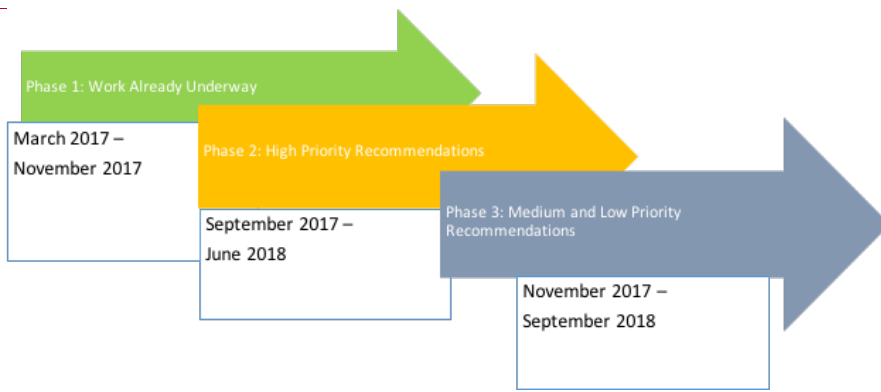 Phase 1: Work Already Underway
March 2017 –
November 2017
Phase 2: High Priority Recommendations
September 2017 –
June 2018
Phase 3: Medium and Low Priority
Recommendations
November 2017 –
September 2018